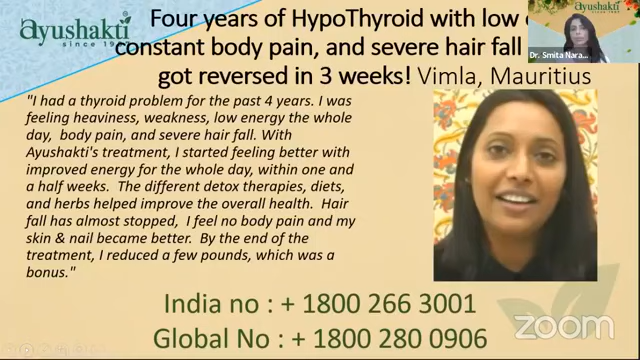 Ayushakti
Four years of HypoThyroid with low
since
constant body pain, and severe hair fall
got reversed in 3 weeks! Vimla, Mauritius
Ayushakti
Dr. Smita Nara...
"I had a thyroid problem for the past 4 years. I was
feeling heaviness, weakness, low energy the whole
day, body pain, and severe hair fall. With
Ayushakti's treatment, I started feeling better with
improved energy for the whole day, within one and
a half weeks. The different detox therapies, diets,
and herbs helped improve the overall health. Hair
fall has almost stopped, I feel no body pain and my
skin & nail became better. By the end of the
treatment, I reduced a few pounds, which was a
bonus."
India no : + 1800 266 3001
Global No : + 1800 280 0906
zoom